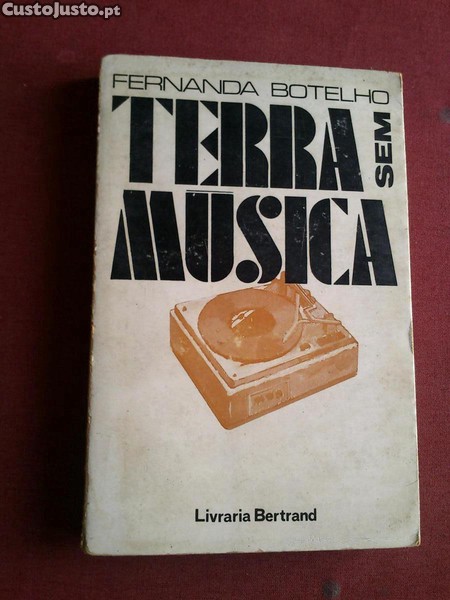 CustoJusto.pt
FERNANDA BOTELHO
TERRA
SEM
MÚSICA
Livraria Bertrand